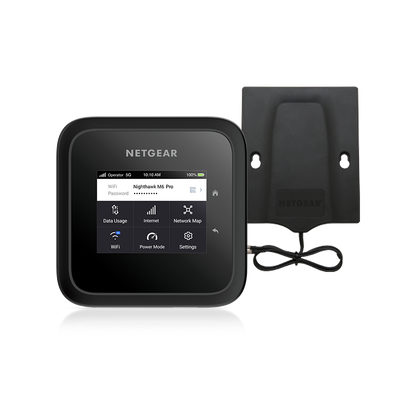 NETGEAR
Operator 5G 10:10 AM 100%
WiFi Nighthawk M6 Pro
Password ••••••••••
Data Usage Internet Network Map
WiFi Power Mode Settings
NETGEAR